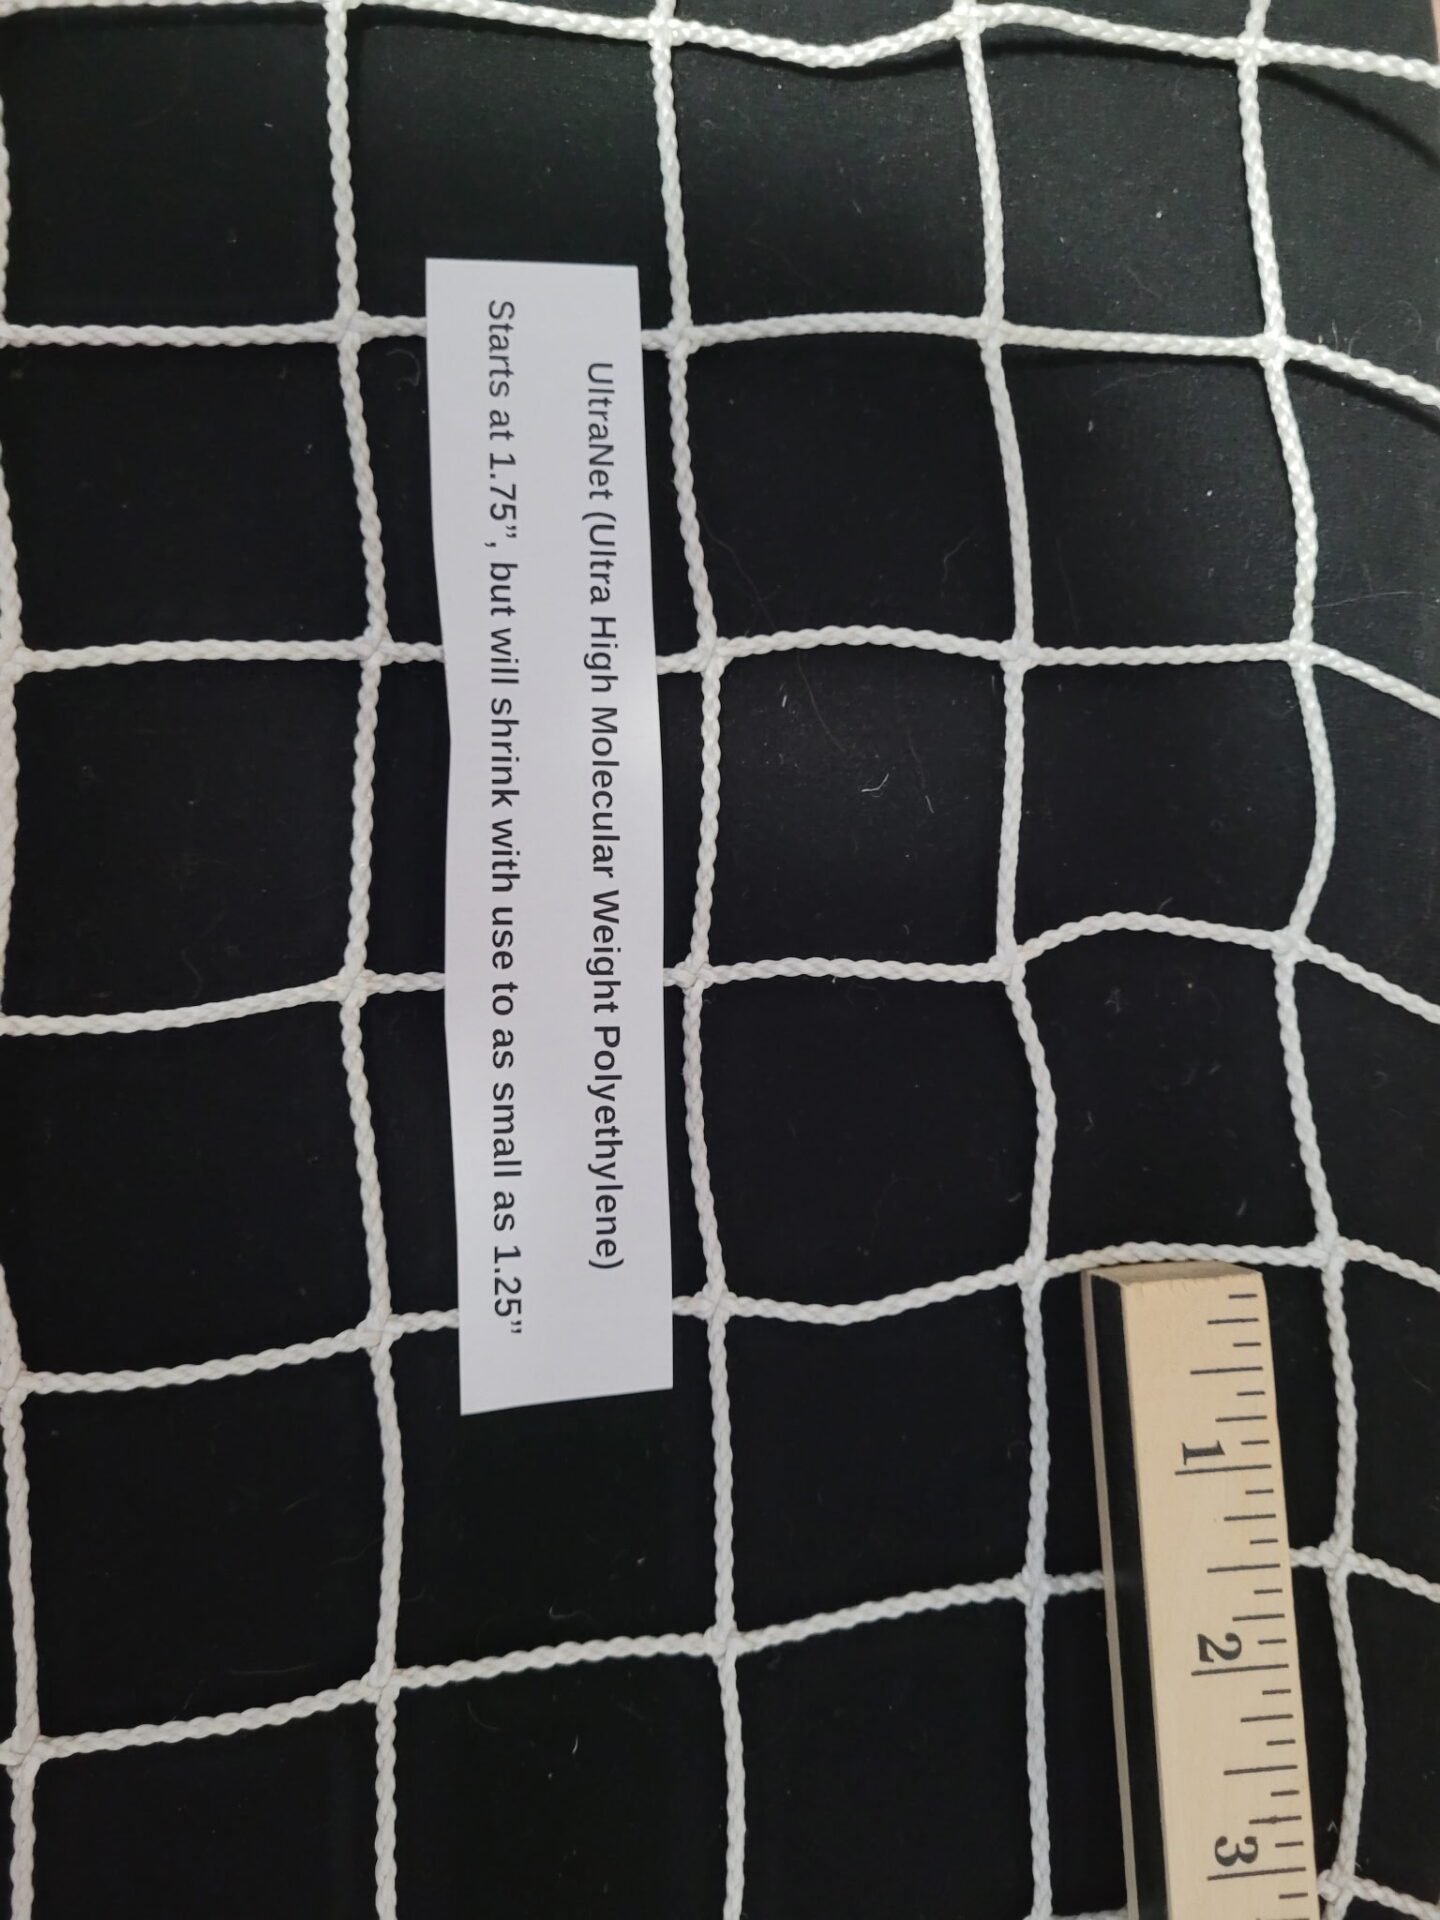 UltraNet (Ultra High Molecular Weight Polyethylene)
Starts at 1.75”, but will shrink with use to as small as 1.25”
1
2
3